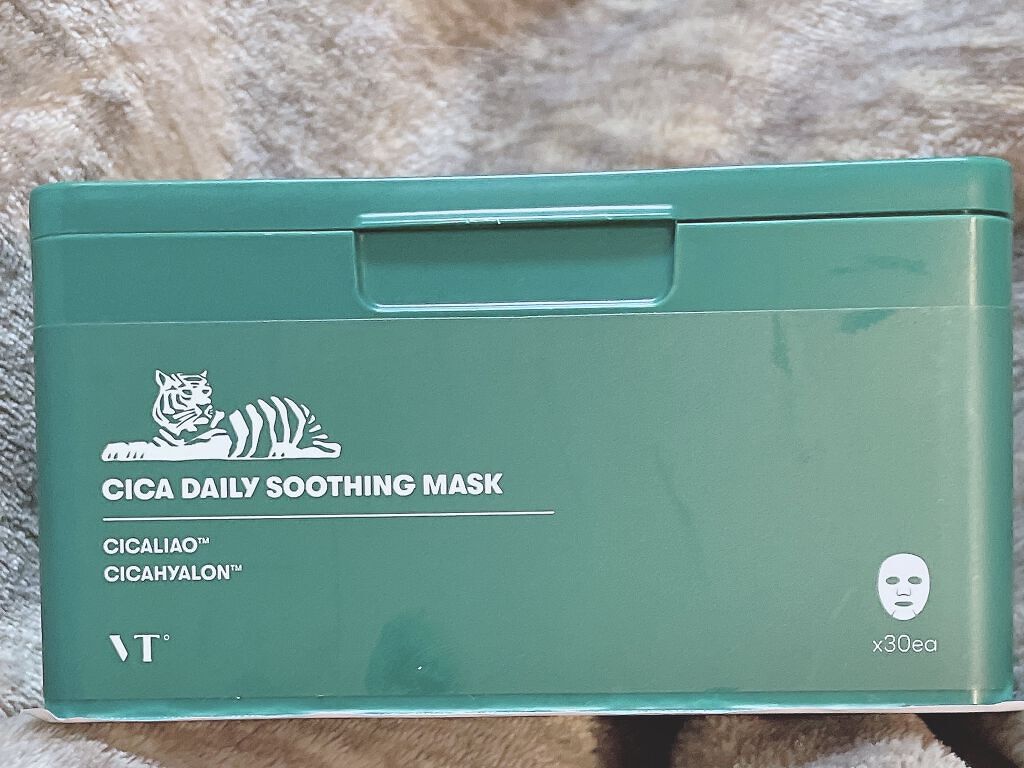 CICA DAILY SOOTHING MASK
CICALIAO™
CICAHYALON™
VT°
x30ea